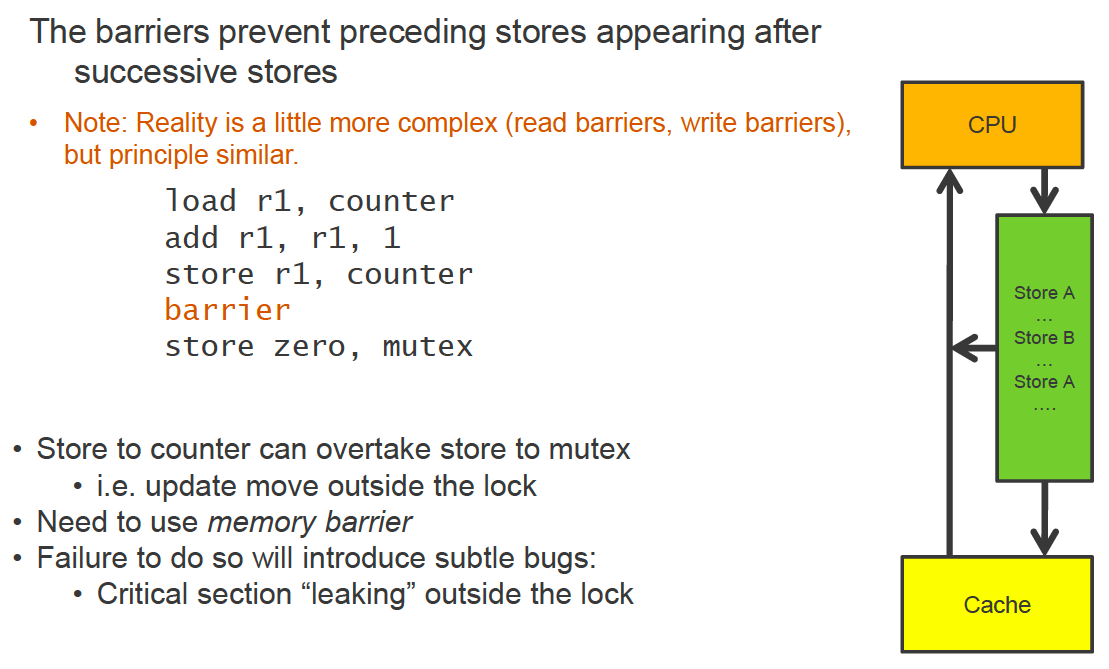 The barriers prevent preceding stores appearing after
successive stores
• Note: Reality is a little more complex (read barriers, write barriers),
but principle similar.
load r1, counter
add r1, r1, 1
store r1, counter
barrier
store zero, mutex
• Store to counter can overtake store to mutex
• i.e. update move outside the lock
• Need to use memory barrier
• Failure to do so will introduce subtle bugs:
• Critical section “leaking” outside the lock
CPU
Store A
...
Store B
...
Store A
....
Cache